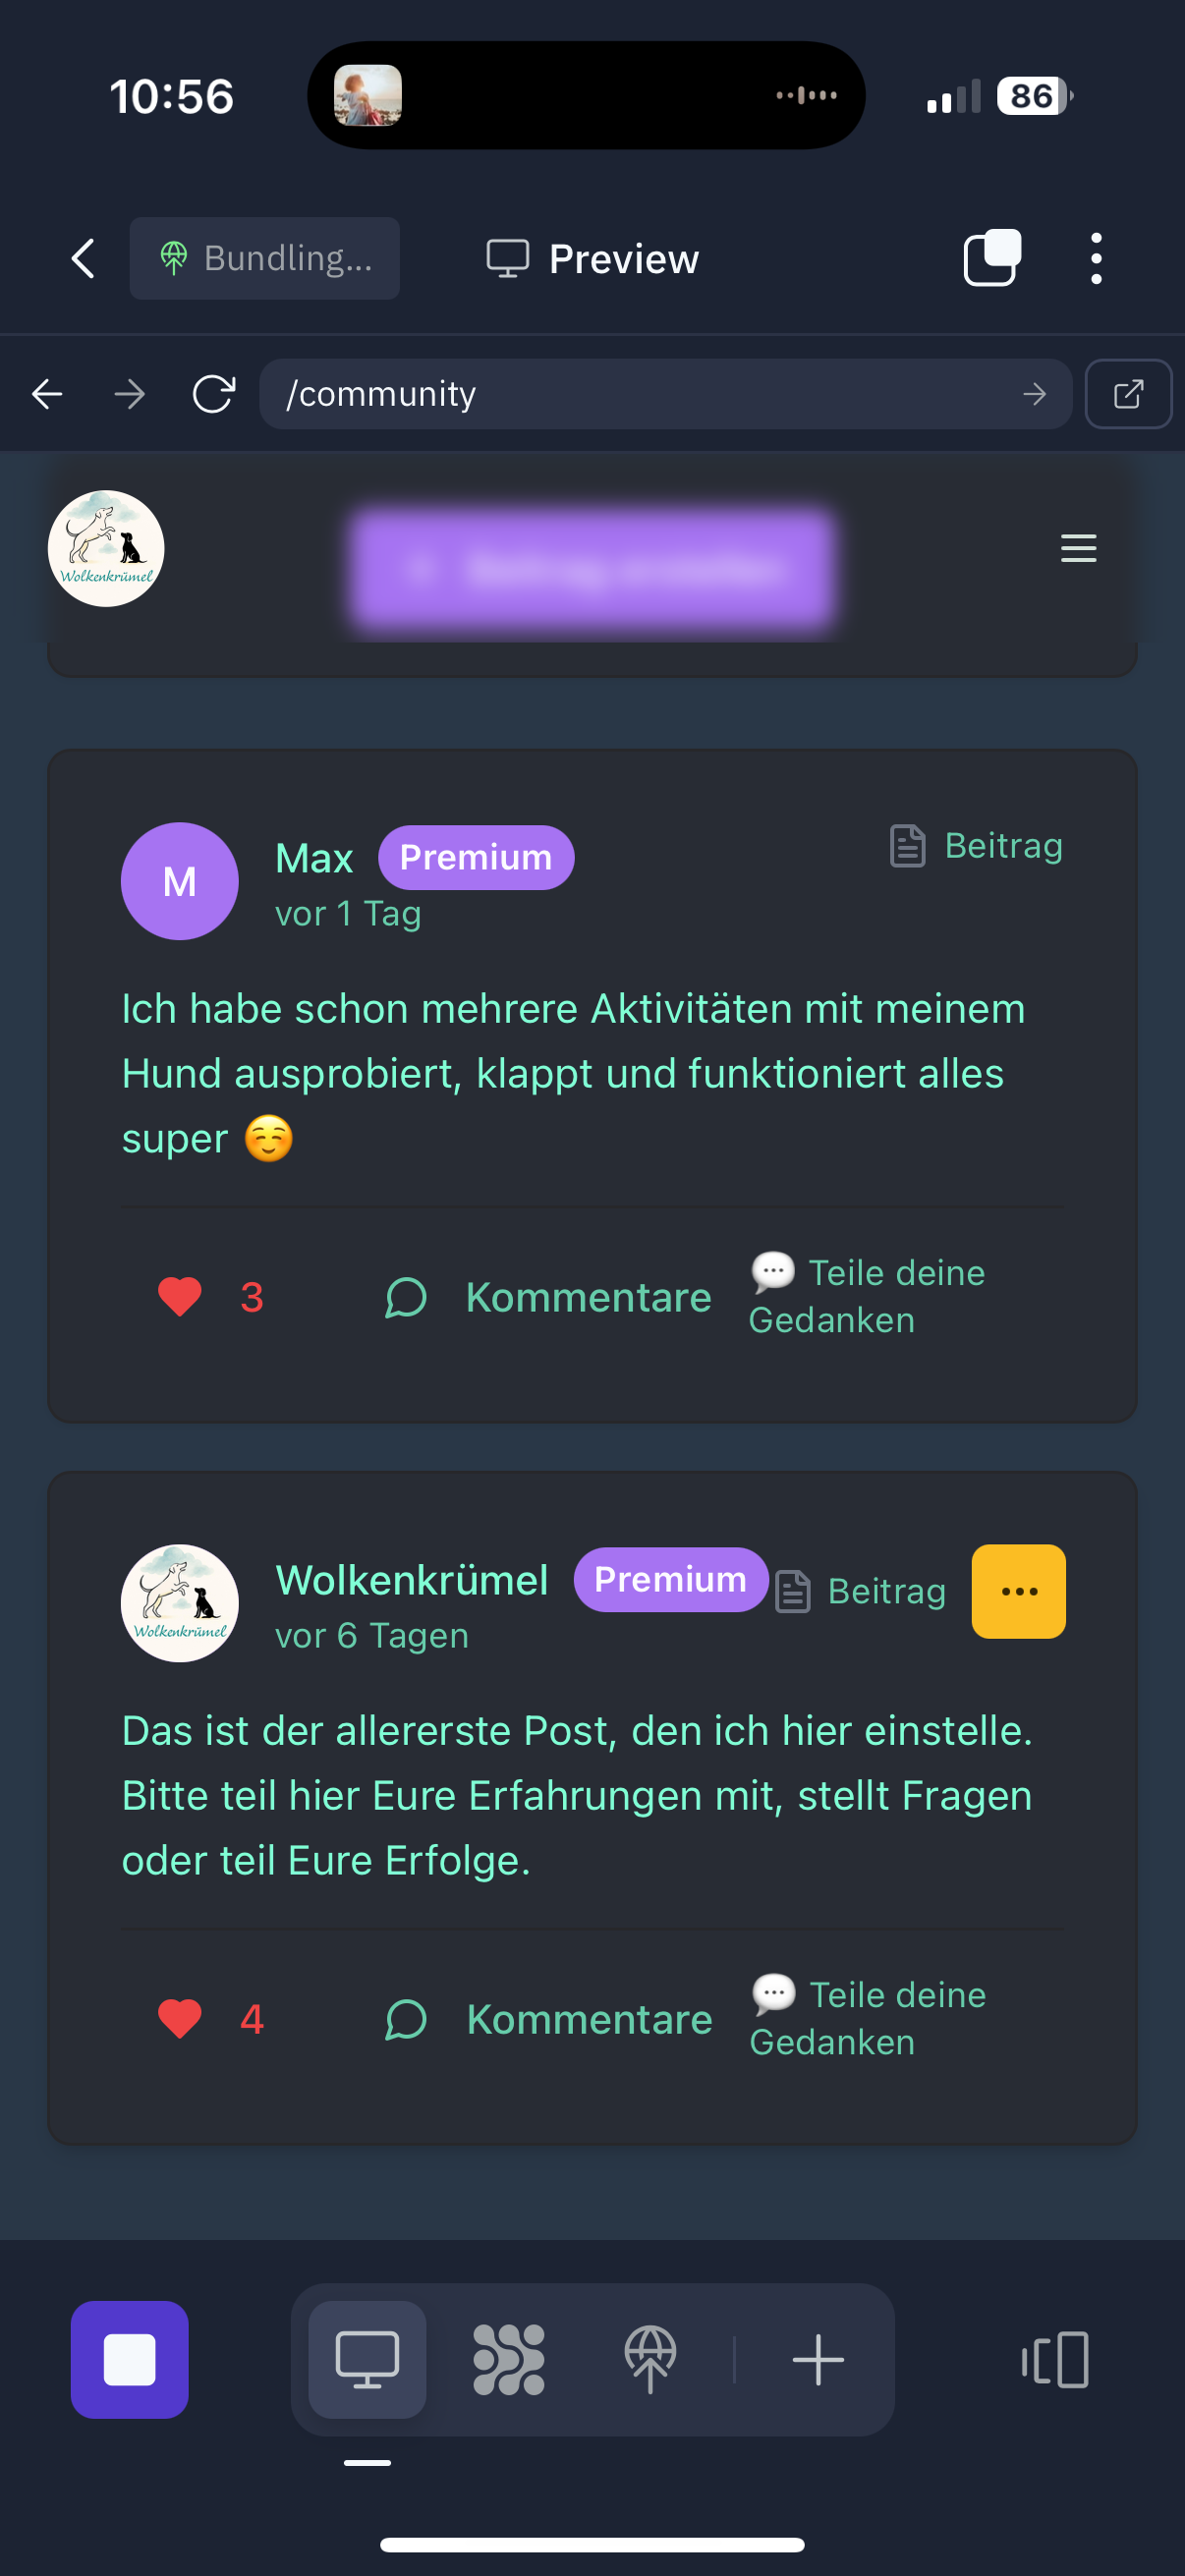 10:56
86
Bundling...
Preview
/community
Wolkenkrümel
M
Max
Premium
Beitrag
vor 1 Tag
Ich habe schon mehrere Aktivitäten mit meinem
Hund ausprobiert, klappt und funktioniert alles
super ☺️
3
Kommentare
💬 Teile deine
Gedanken
Wolkenkrümel
Wolkenkrümel
Premium
Beitrag
vor 6 Tagen
Das ist der allererste Post, den ich hier einstelle.
Bitte teil hier Eure Erfahrungen mit, stellt Fragen
oder teil Eure Erfolge.
4
Kommentare
💬 Teile deine
Gedanken